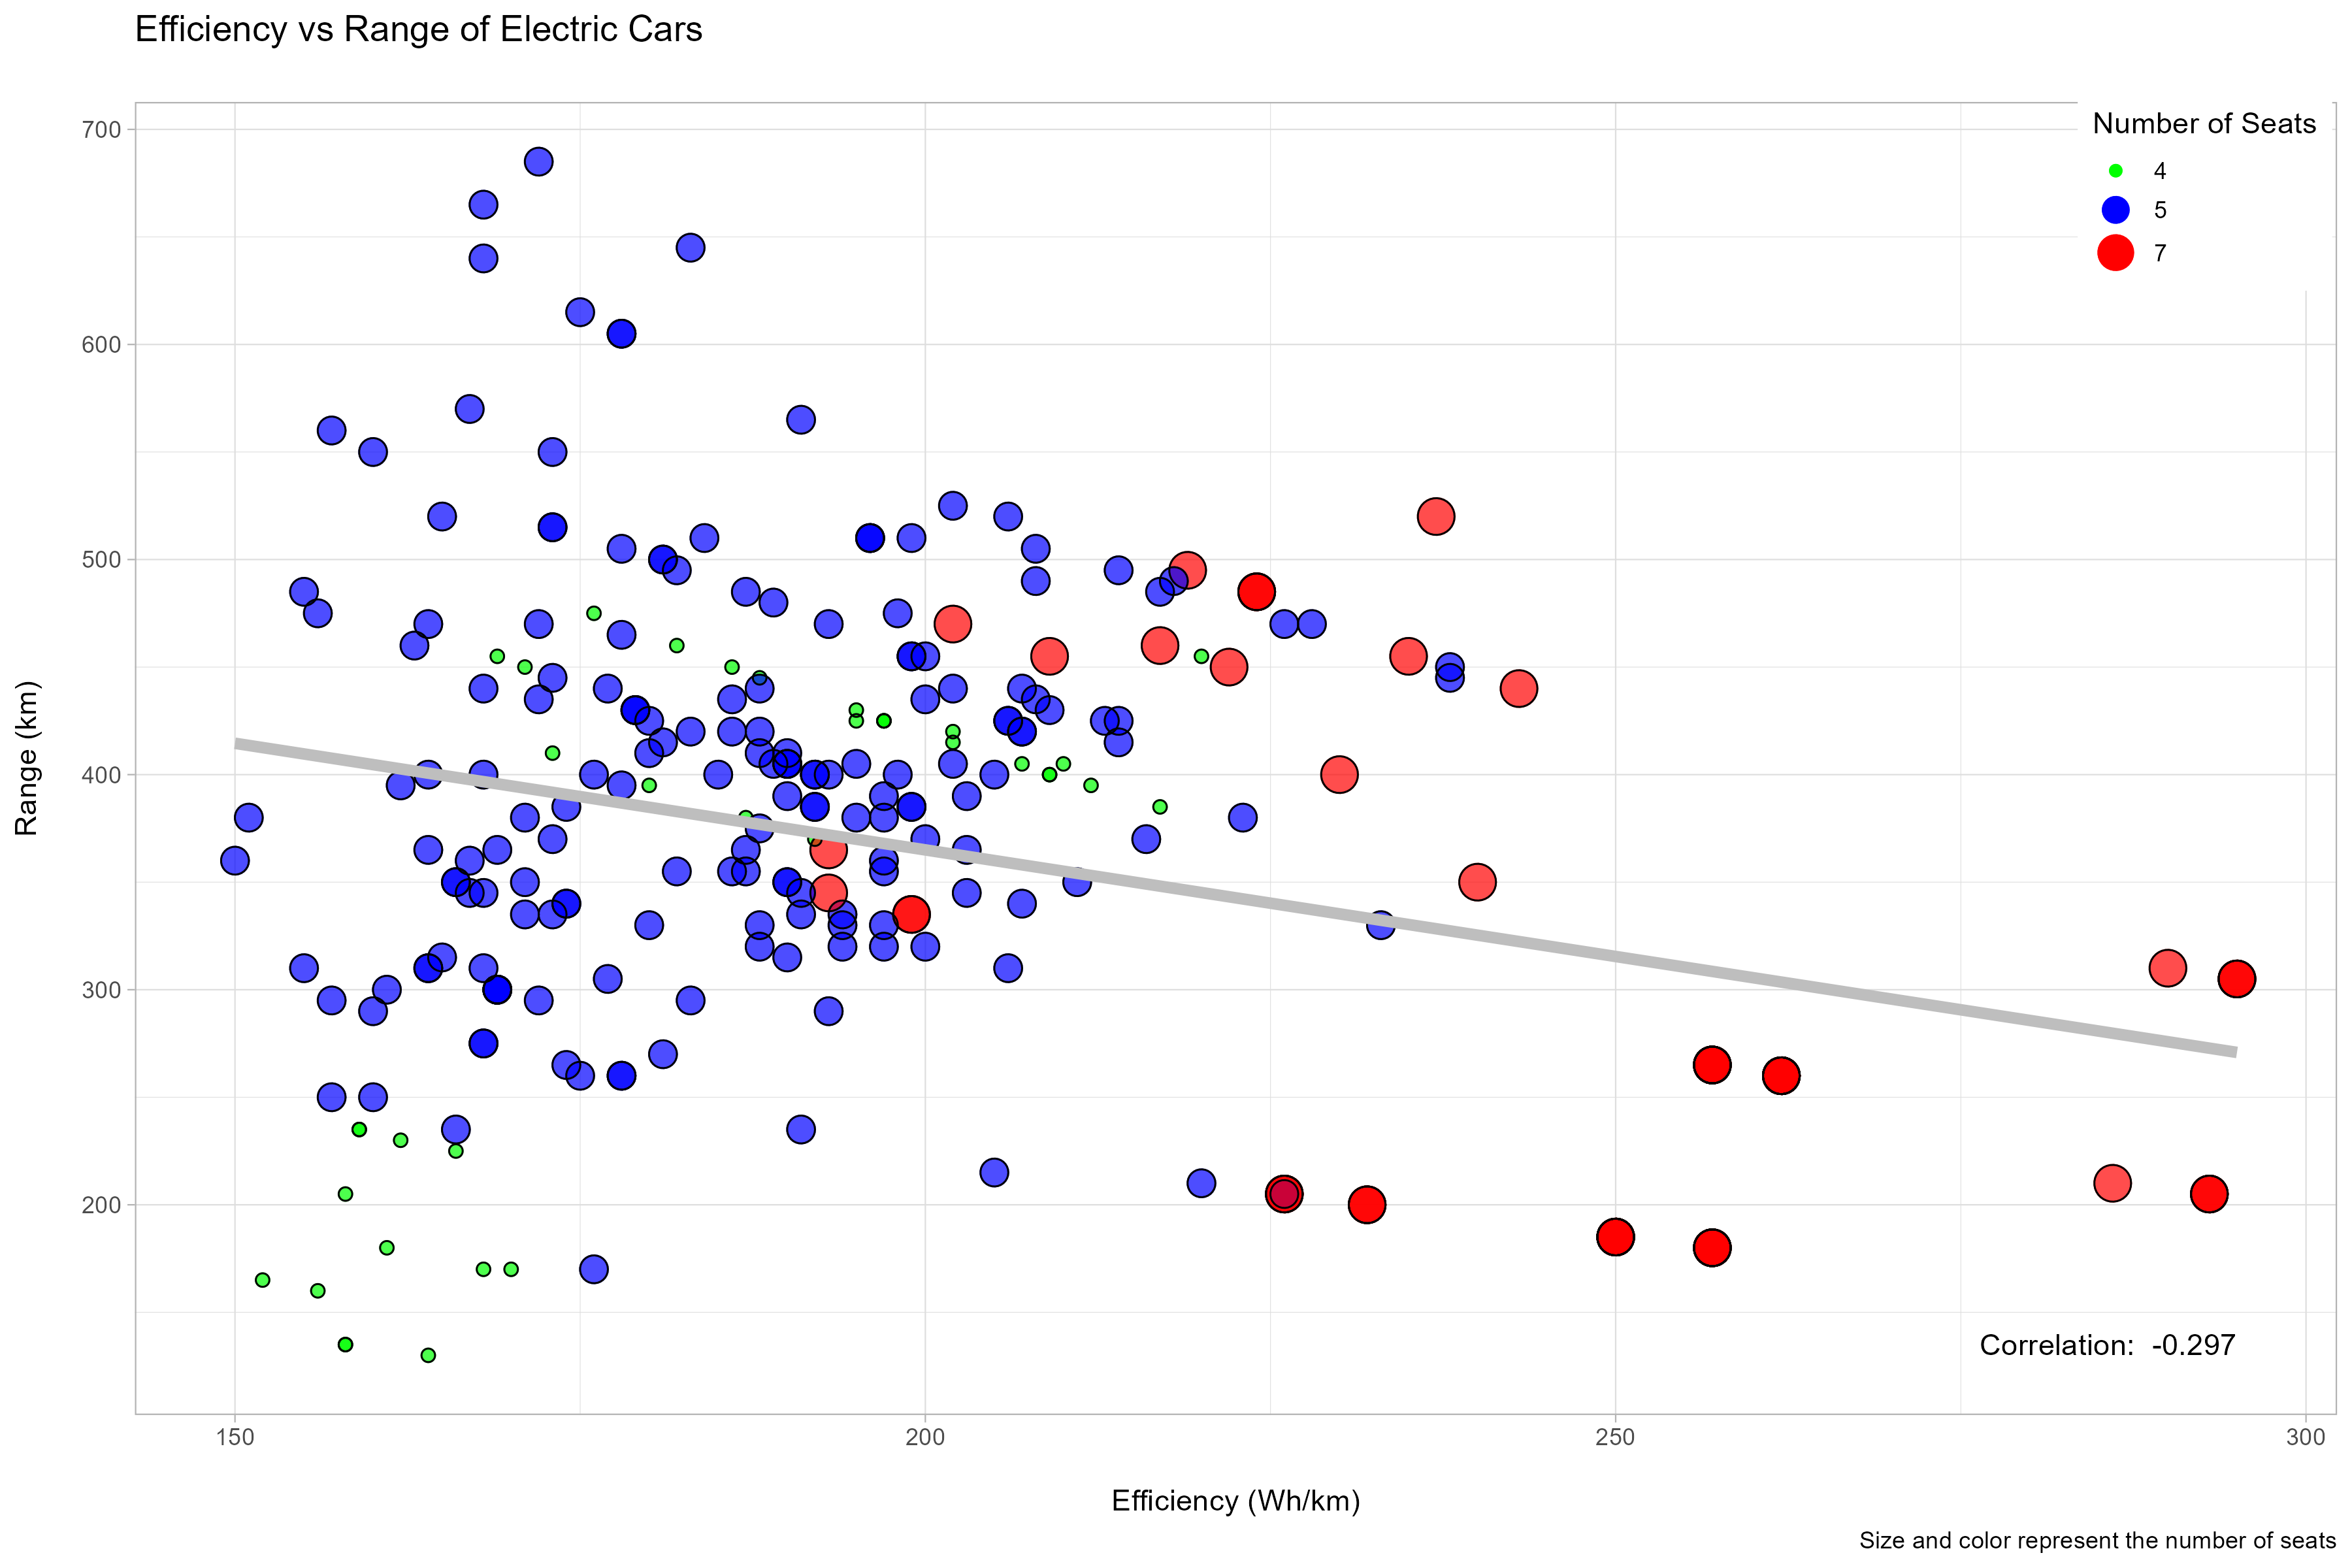 Efficiency vs Range of Electric Cars
Number of Seats
4
5
7
700
600
500
400
300
200
Range (km)
Correlation:  -0.297
150
200
250
300
Efficiency (Wh/km)
Size and color represent the number of seats